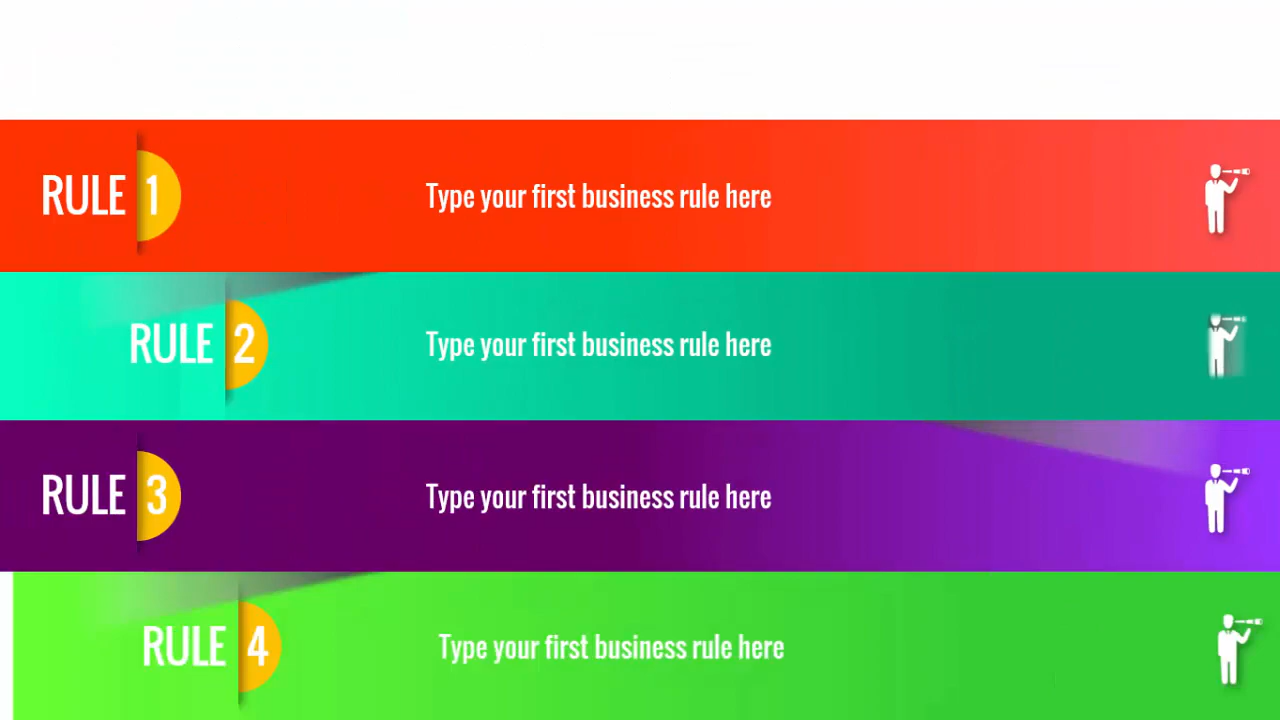 RULE 1 Type your first business rule here
RULE 2 Type your first business rule here
RULE 3 Type your first business rule here
RULE 4 Type your first business rule here